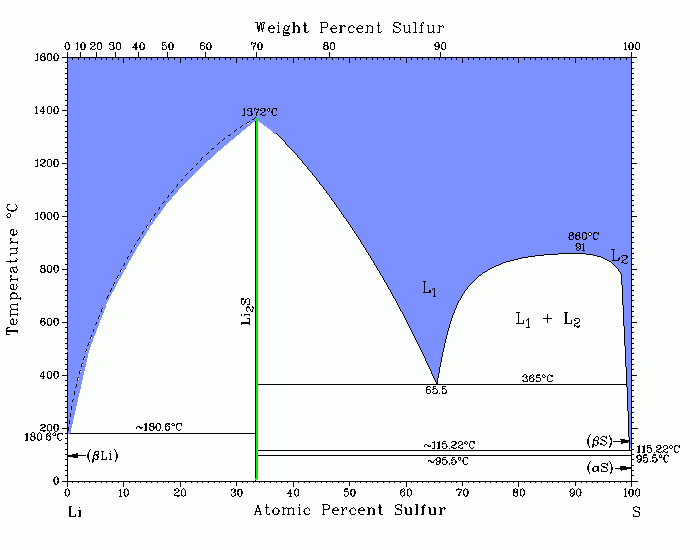 Weight Percent Sulfur
0 10 20 30 40 50 60 70 80 90 100
1600
1400
1200
1000
800
600
400
200
0
Temperature °C
1372°C
860°C
91
L₂
L₁
L₁ + L₂
Li₂S
365°C
65.5
180.6°C
~180.6°C
(βS)
~115.22°C
115.22°C
(βLi)
~95.5°C
95.5°C
(αS)
0 10 20 30 40 50 60 70 80 90 100
Li
Atomic Percent Sulfur
S